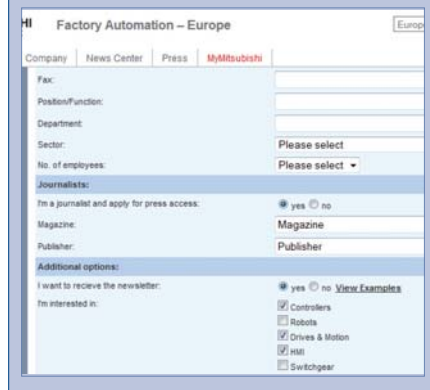 HI Factory Automation – Europe Europe
Company News Center Press MyMitsubishi
Fax:
Position/Function:
Department:
Sector: Please select
No. of employees: Please select
Journalists:
I'm a journalist and apply for press access: yes no
Magazine: Magazine
Publisher: Publisher
Additional options:
I want to recieve the newsletter: yes no View Examples
I'm interested in: Controllers
Robots
Drives & Motion
HMI
Switchgear